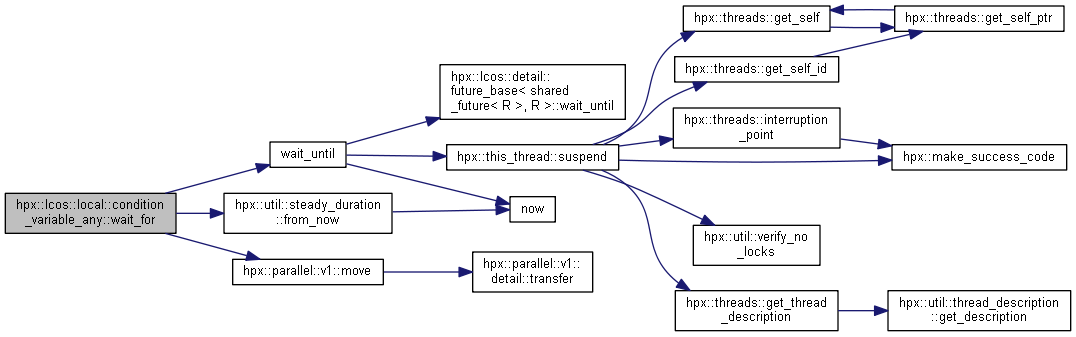 hpx::lcos::local::condition
_variable_any::wait_for
wait_until
hpx::util::steady_duration
::from_now
hpx::parallel::v1::move
hpx::lcos::detail::
future_base< shared
_future< R >, R >::wait_until
hpx::this_thread::suspend
now
hpx::parallel::v1::
detail::transfer
hpx::threads::get_self
hpx::threads::get_self_id
hpx::threads::interruption
_point
hpx::util::verify_no
_locks
hpx::threads::get_thread
_description
hpx::threads::get_self_ptr
hpx::make_success_code
hpx::util::thread_description
::get_description